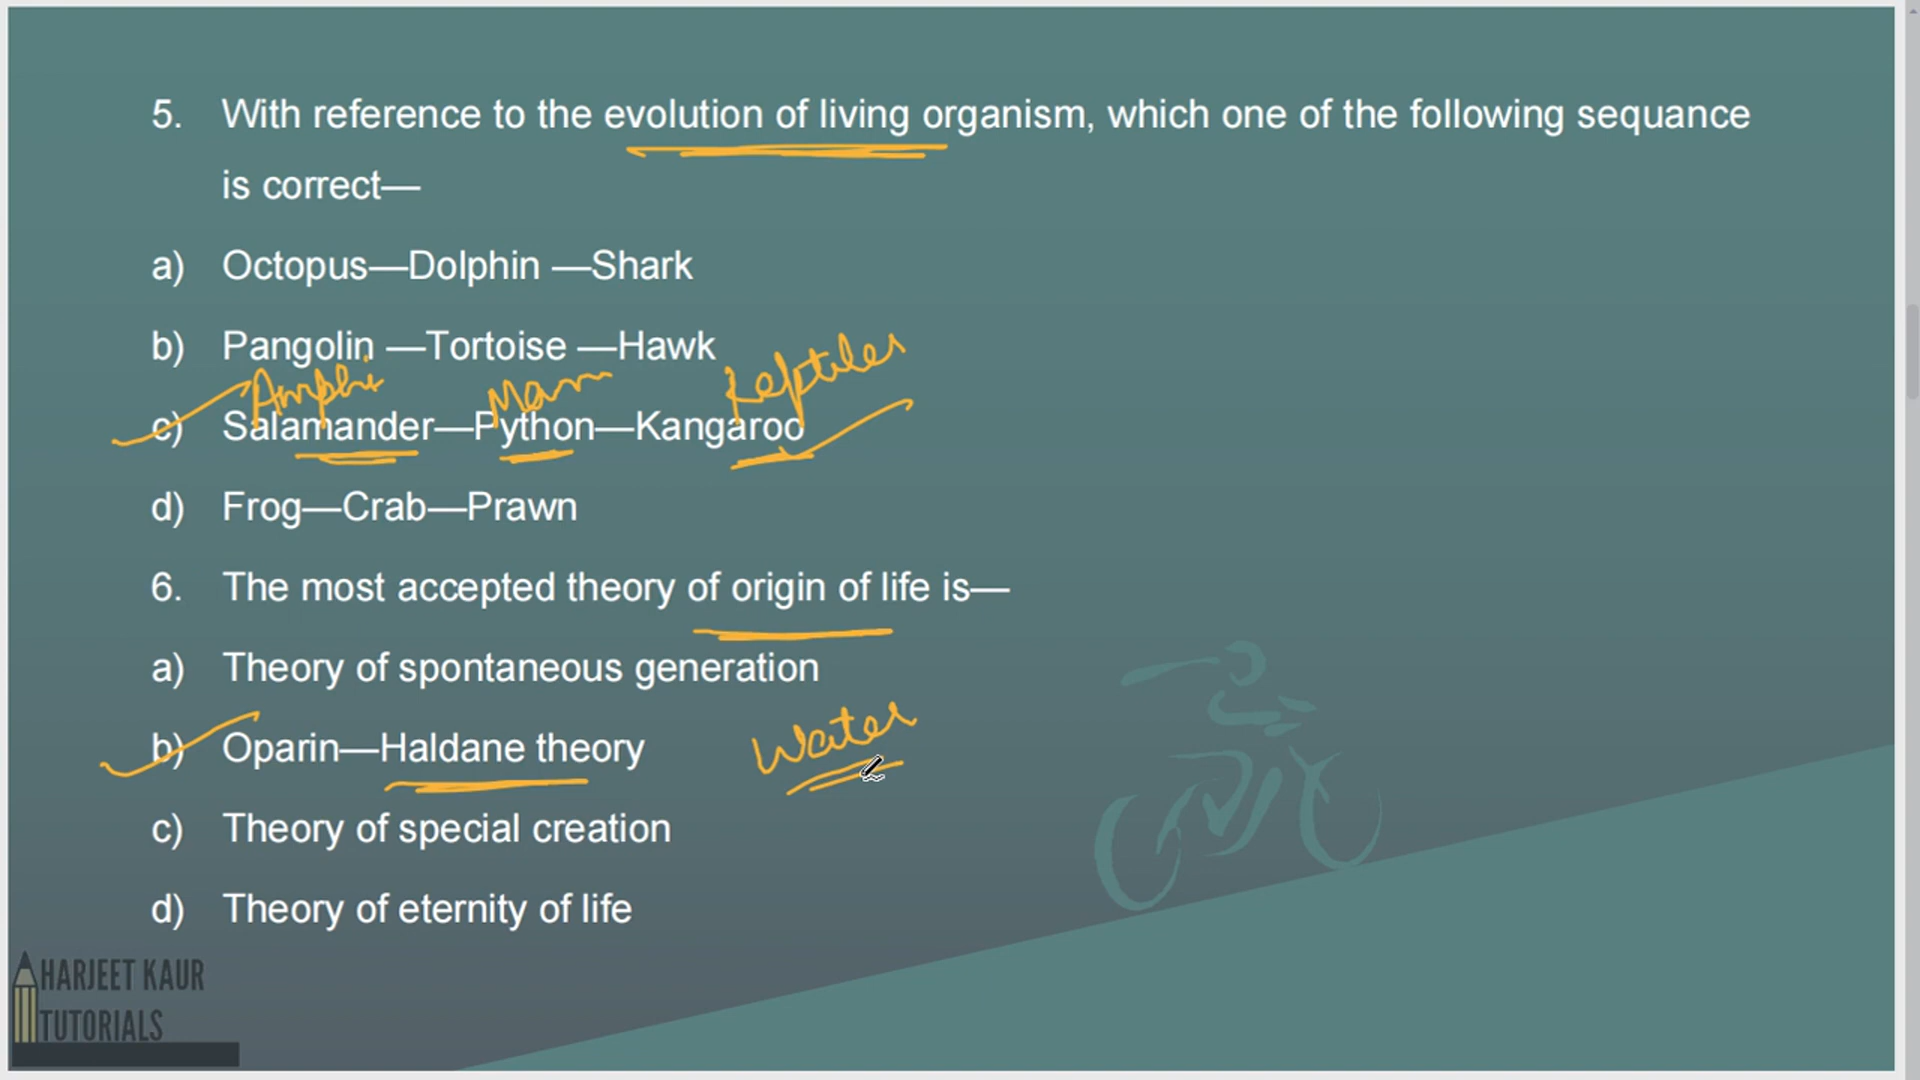 5. With reference to the evolution of living organism, which one of the following sequance
is correct—
a) Octopus—Dolphin —Shark
b) Pangolin —Tortoise —Hawk
Amphi Mam Reptiles
c) Salamander—Python—Kangaroo
d) Frog—Crab—Prawn
6. The most accepted theory of origin of life is—
a) Theory of spontaneous generation
b) Oparin—Haldane theory Water
c) Theory of special creation
d) Theory of eternity of life
HARJEET KAUR
TUTORIALS